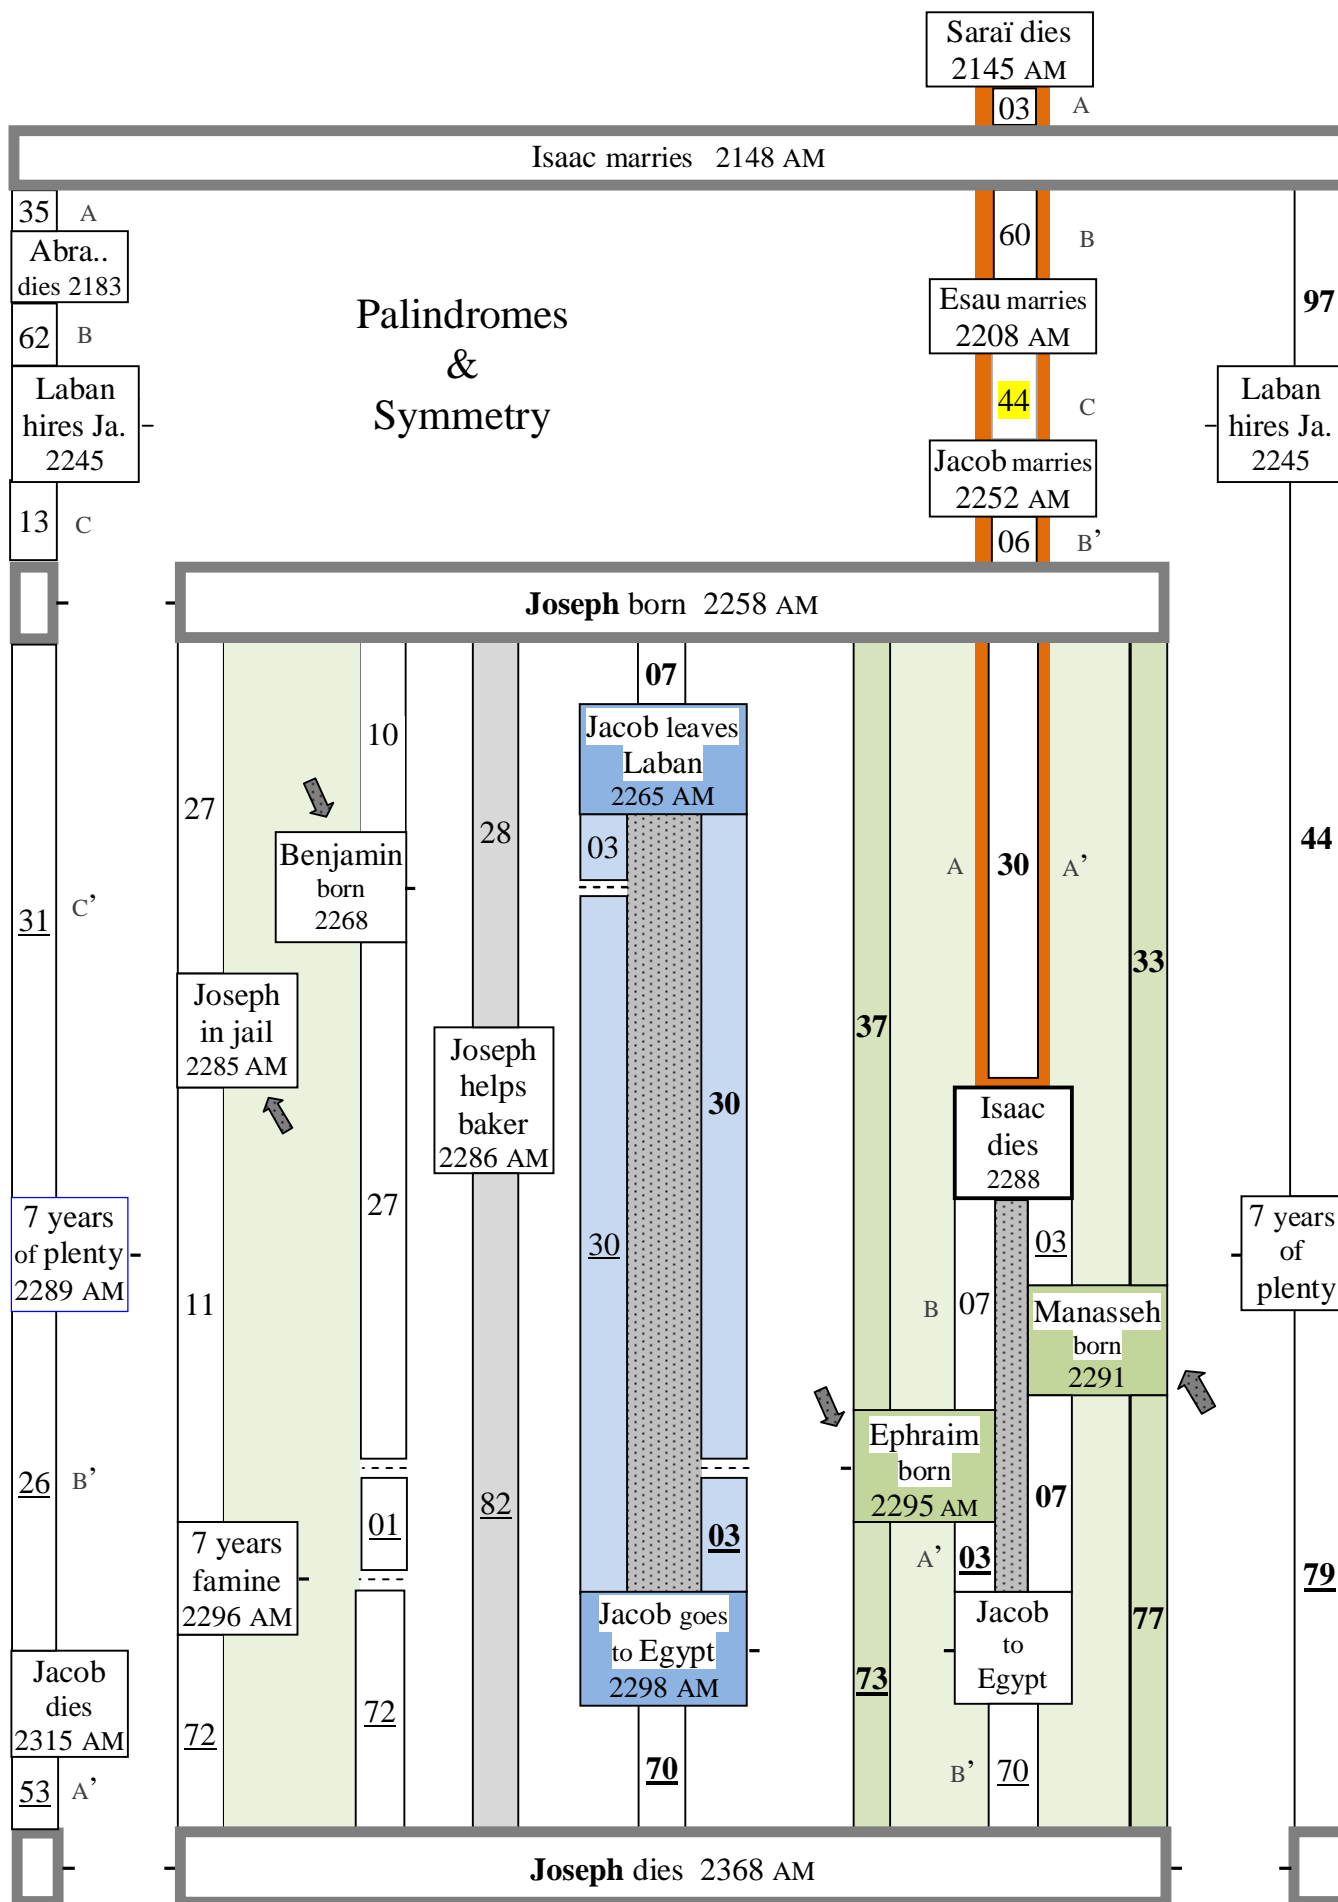 Saraï dies
2145 AM
03 A
Isaac marries 2148 AM
35 A
Abra..
dies 2183
62 B
Laban
hires Ja.
2245
13 C
Palindromes
&
Symmetry
60 B
Esau marries
2208 AM
44 C
Jacob marries
2252 AM
06 B’
97
Laban
hires Ja.
2245
Joseph born 2258 AM
31 C’
7 years
of plenty
2289 AM
26 B’
Jacob
dies
2315 AM
53 A’
27
Joseph
in jail
2285 AM
11
7 years
famine
2296 AM
72
10
Benjamin
born
2268
27
01
72
28
Joseph
helps
baker
2286 AM
82
07
Jacob leaves
Laban
2265 AM
03
30
30
03
Jacob goes
to Egypt
2298 AM
70
37
Ephraim
born
2295 AM
73
A 30 A’
Isaac
dies
2288
B 07
03
Manasseh
born
2291
07
A’ 03
Jacob
to
Egypt
B’ 70
33
77
44
7 years
of
plenty
79
Joseph dies 2368 AM